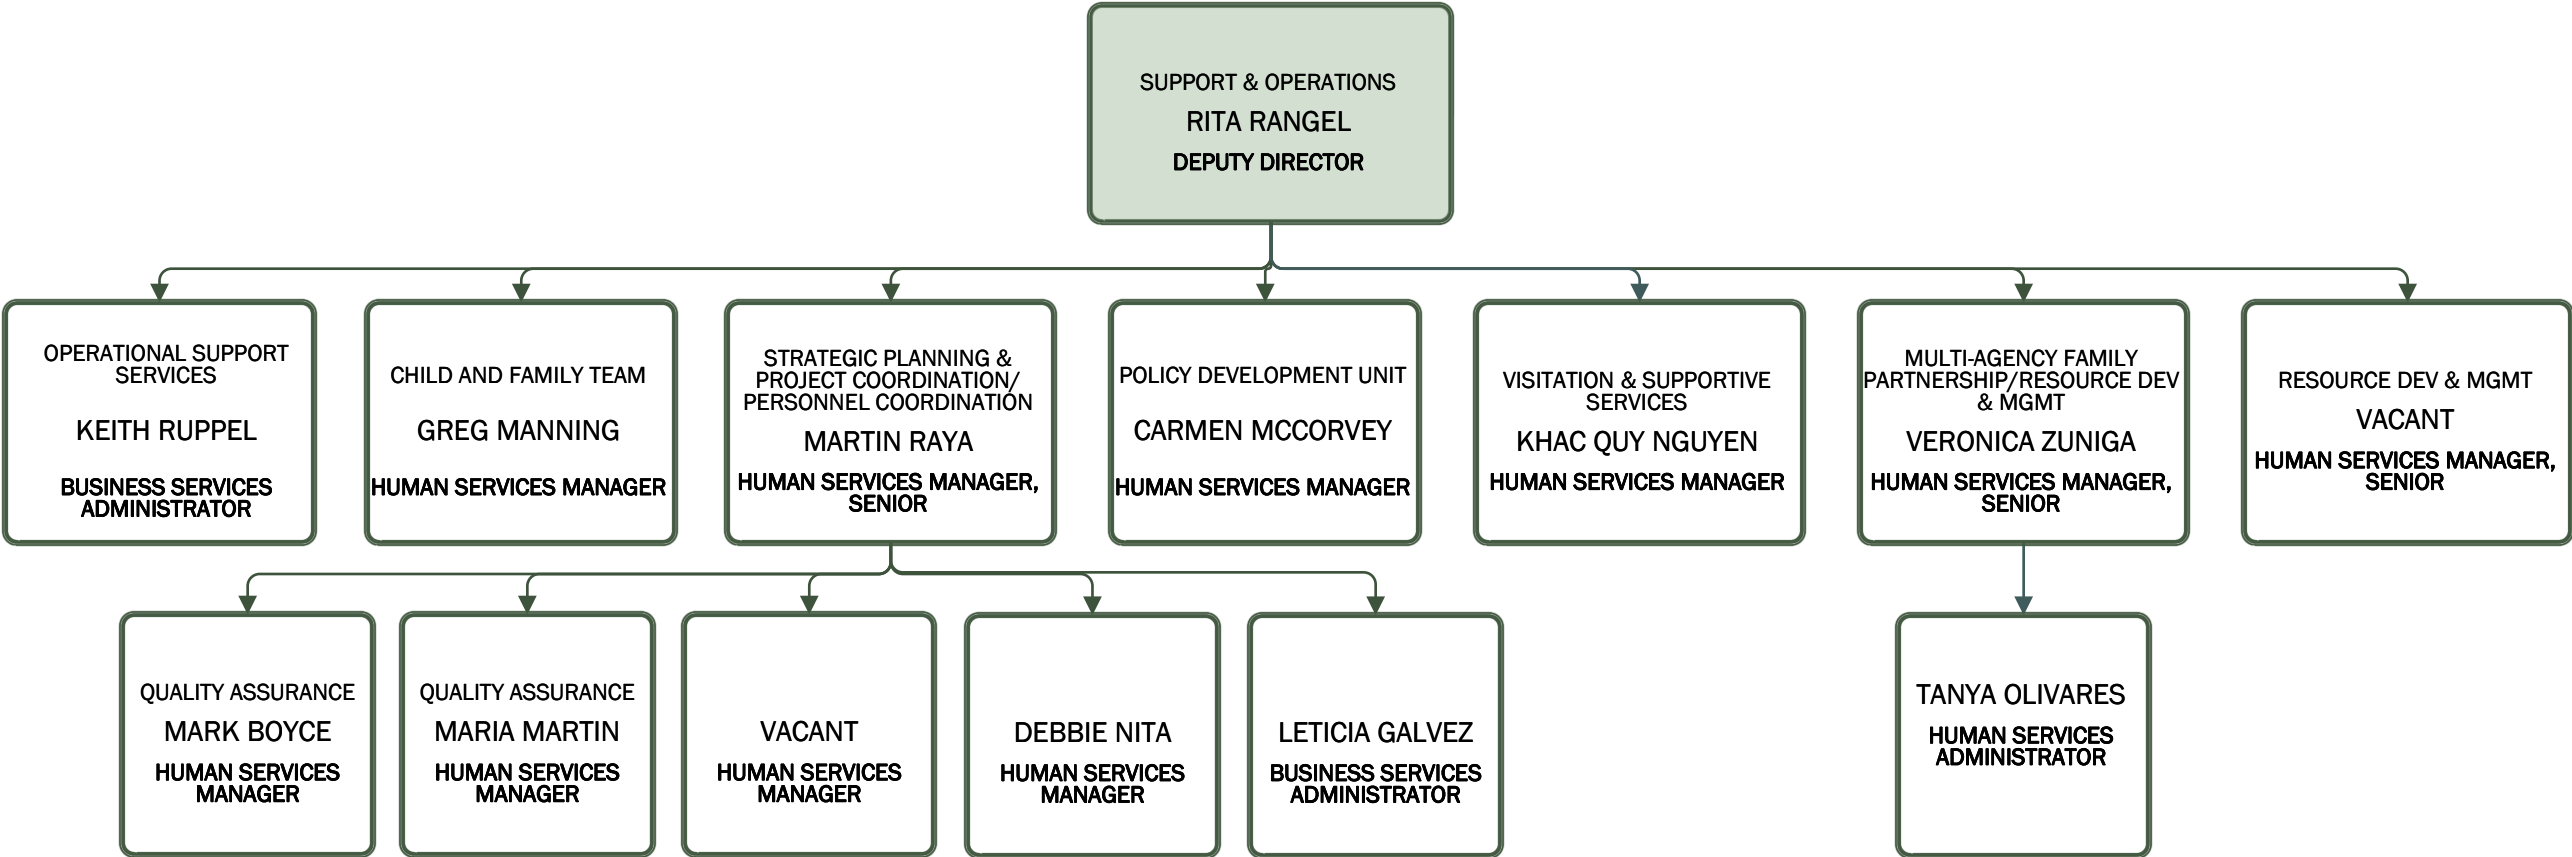 SUPPORT & OPERATIONS
RITA RANGEL
DEPUTY DIRECTOR
OPERATIONAL SUPPORT
SERVICES
KEITH RUPPEL
BUSINESS SERVICES
ADMINISTRATOR
CHILD AND FAMILY TEAM
GREG MANNING
HUMAN SERVICES MANAGER
STRATEGIC PLANNING &
PROJECT COORDINATION/
PERSONNEL COORDINATION
MARTIN RAYA
HUMAN SERVICES MANAGER,
SENIOR
POLICY DEVELOPMENT UNIT
CARMEN MCCORVEY
HUMAN SERVICES MANAGER
VISITATION & SUPPORTIVE
SERVICES
KHAC QUY NGUYEN
HUMAN SERVICES MANAGER
MULTI-AGENCY FAMILY
PARTNERSHIP/RESOURCE DEV
& MGMT
VERONICA ZUNIGA
HUMAN SERVICES MANAGER,
SENIOR
RESOURCE DEV & MGMT
VACANT
HUMAN SERVICES MANAGER,
SENIOR
QUALITY ASSURANCE
MARK BOYCE
HUMAN SERVICES
MANAGER
QUALITY ASSURANCE
MARIA MARTIN
HUMAN SERVICES
MANAGER
VACANT
HUMAN SERVICES
MANAGER
DEBBIE NITA
HUMAN SERVICES
MANAGER
LETICIA GALVEZ
BUSINESS SERVICES
ADMINISTRATOR
TANYA OLIVARES
HUMAN SERVICES
ADMINISTRATOR